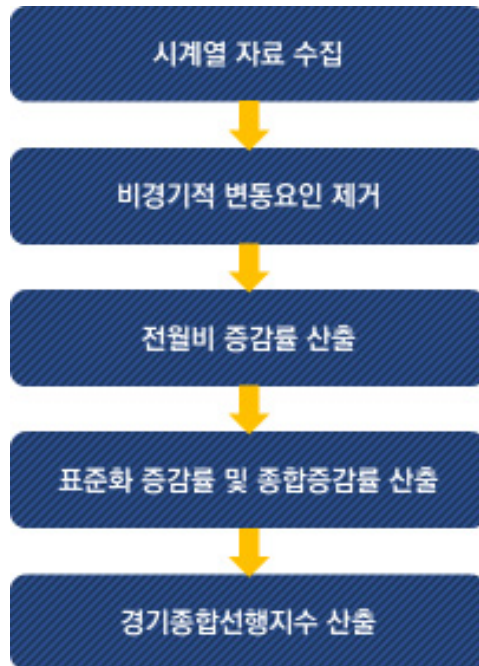 시계열 자료 수집
비경기적 변동요인 제거
전월비 증감률 산출
표준화 증감률 및 종합증감률 산출
경기종합선행지수 산출